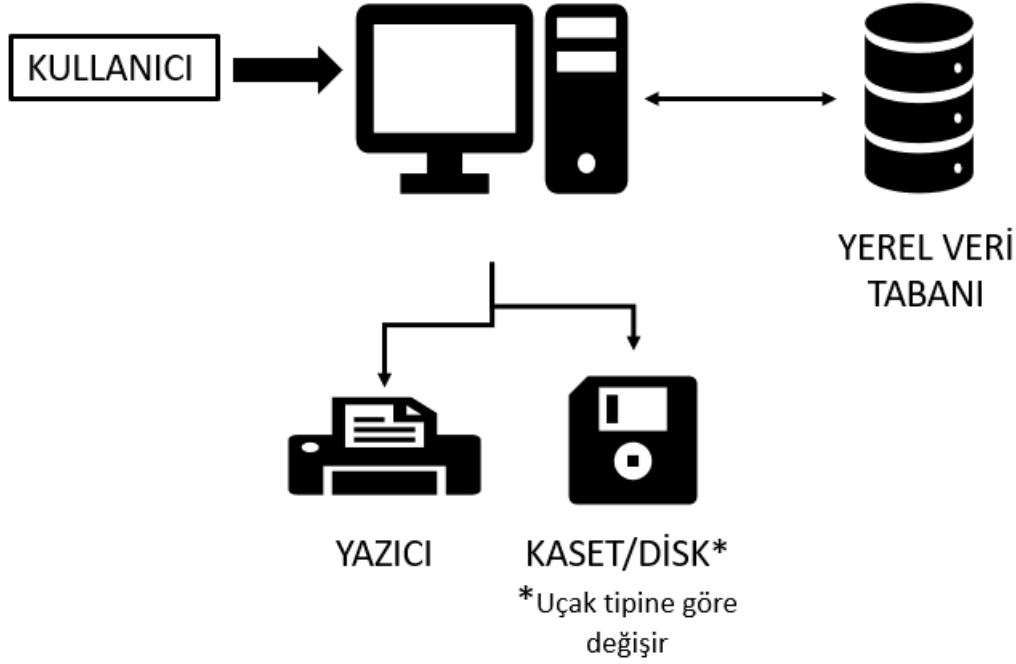 KULLANICI
YEREL VERİ
TABANI
YAZICI
KASET/DİSK*
*Uçak tipine göre
değişir